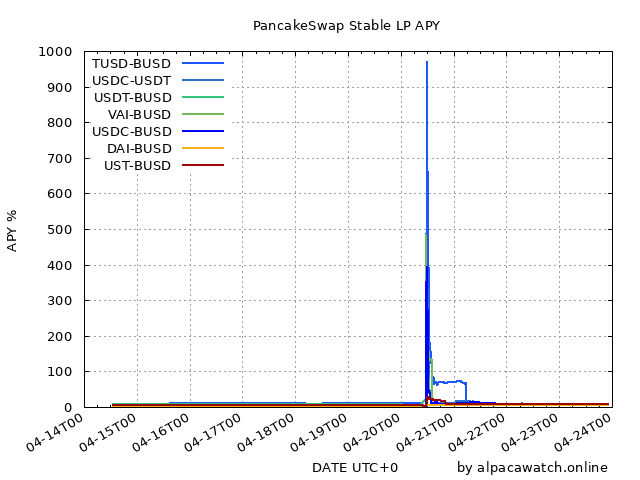 PancakeSwap Stable LP APY
1000
900
800
700
600
500
400
300
200
100
0
APY %
TUSD-BUSD
USDC-USDT
USDT-BUSD
VAI-BUSD
USDC-BUSD
DAI-BUSD
UST-BUSD
04-14T00
04-15T00
04-16T00
04-17T00
04-18T00
04-19T00
04-20T00
04-21T00
04-22T00
04-23T00
04-24T00
DATE UTC+0
by alpacawatch.online